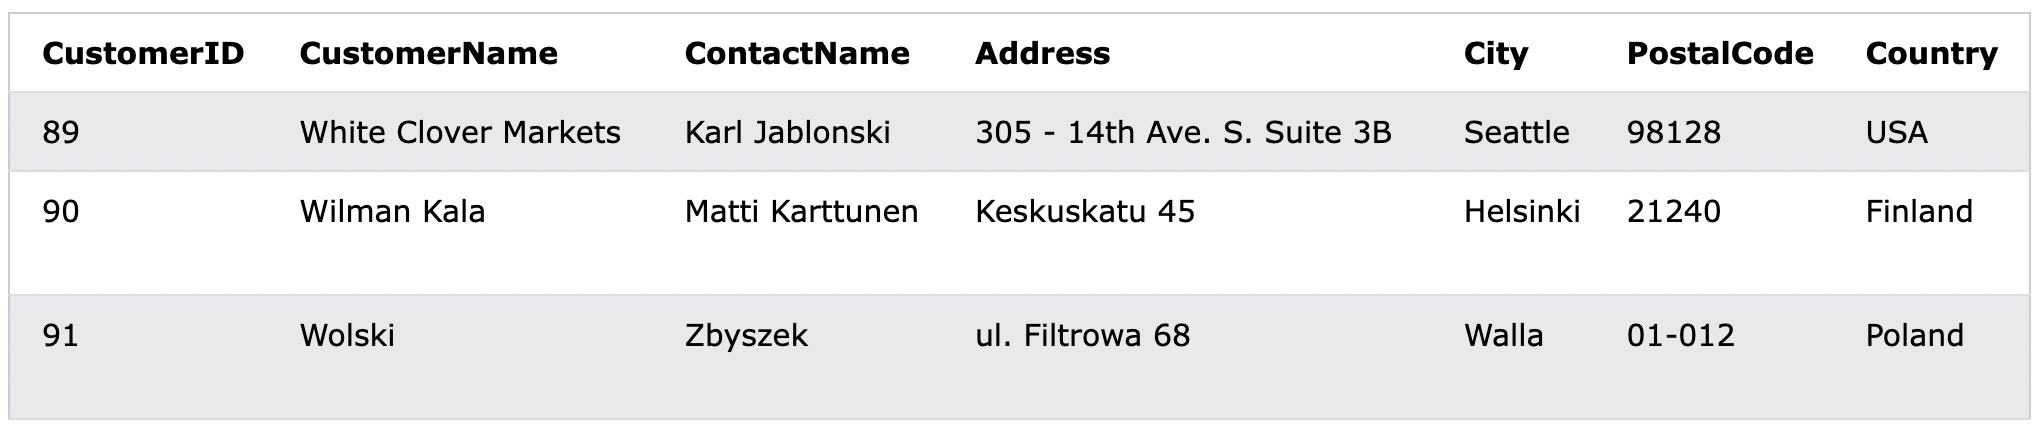 CustomerID CustomerName ContactName Address City PostalCode Country
89 White Clover Markets Karl Jablonski 305 - 14th Ave. S. Suite 3B Seattle 98128 USA
90 Wilman Kala Matti Karttunen Keskuskatu 45 Helsinki 21240 Finland
91 Wolski Zbyszek ul. Filtrowa 68 Walla 01-012 Poland